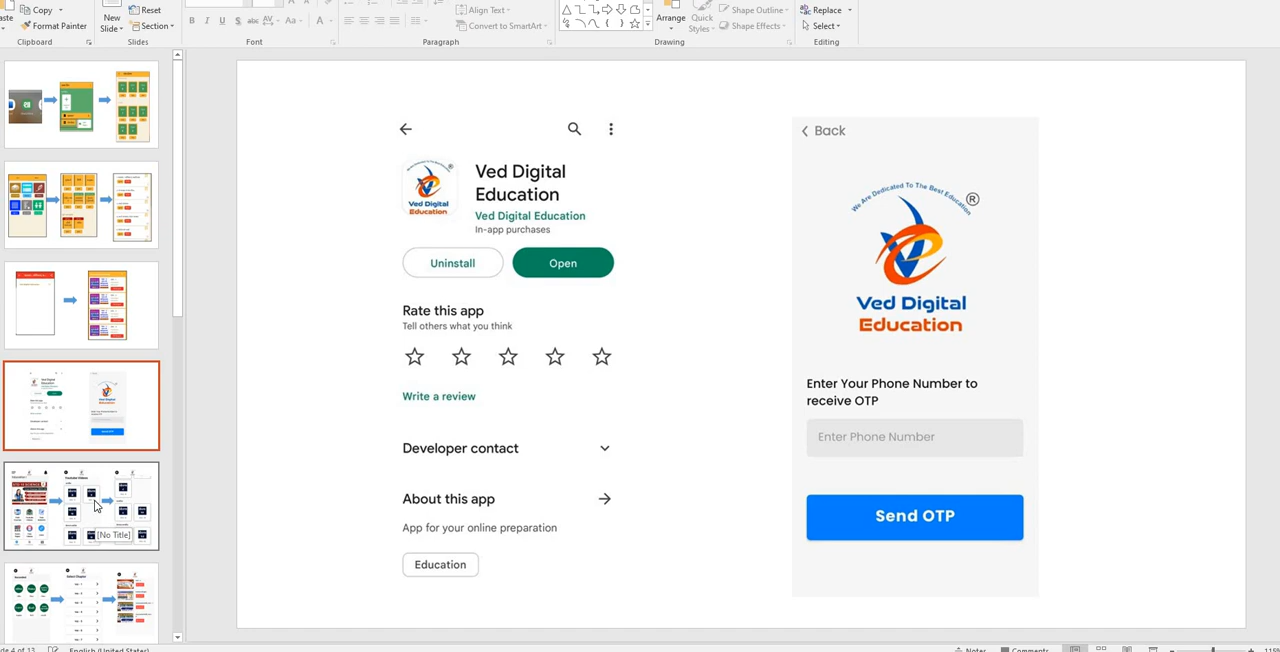 Copy
Format Painter
New
Slide
Reset
Section
Align Text
Convert to SmartArt
Arrange
Quick
Styles
Shape Outline
Shape Effects
Replace
Select
Clipboard
Slides
Font
Paragraph
Drawing
Editing
Ved Digital
Education
Ved Digital Education
In-app purchases
Uninstall
Open
Rate this app
Tell others what you think
Write a review
Developer contact
About this app
App for your online preparation
Education
Back
We Are Dedicated To The Best Education
®
Ved Digital
Education
Enter Your Phone Number to
receive OTP
Enter Phone Number
Send OTP
[No Title]
English (United States)
Notes
Comments